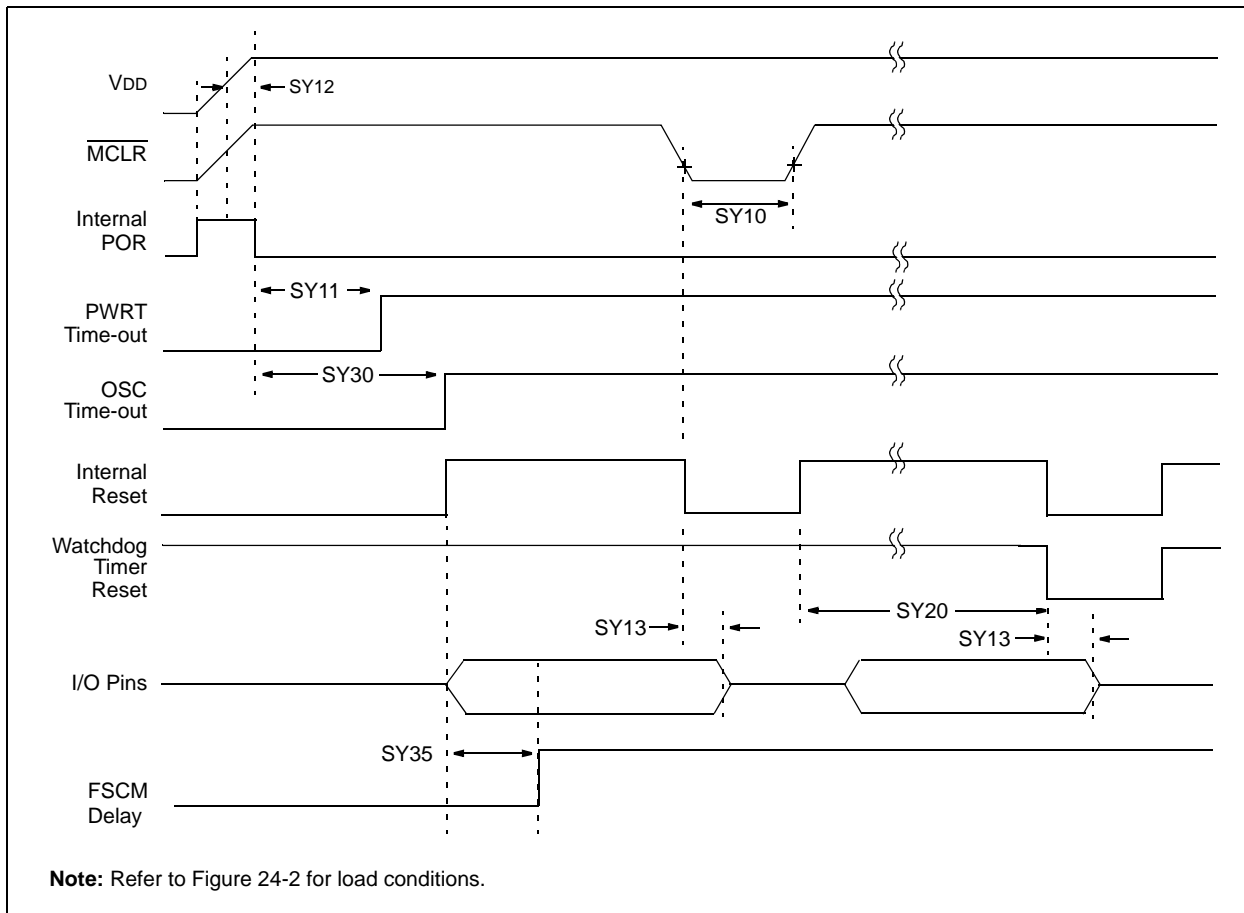 VDD
SY12
MCLR
SY10
Internal
POR
SY11
PWRT
Time-out
SY30
OSC
Time-out
Internal
Reset
Watchdog
Timer
Reset
SY20
SY13
SY13
I/O Pins
SY35
FSCM
Delay
Note: Refer to Figure 24-2 for load conditions.